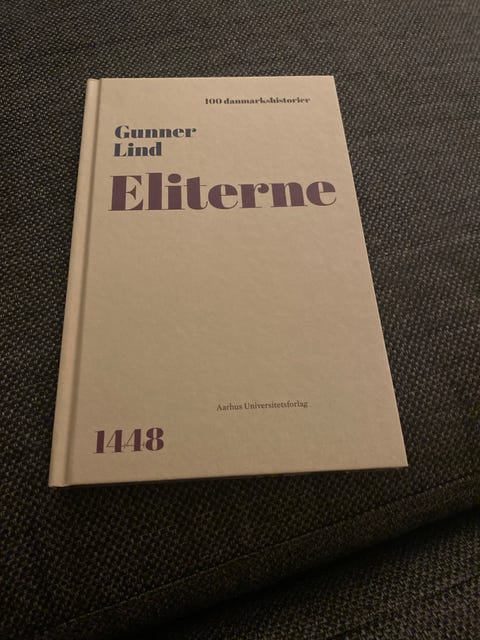 100 danmarkshistorier
Gunner
Lind
Eliterne
Aarhus Universitetsforlag
1448